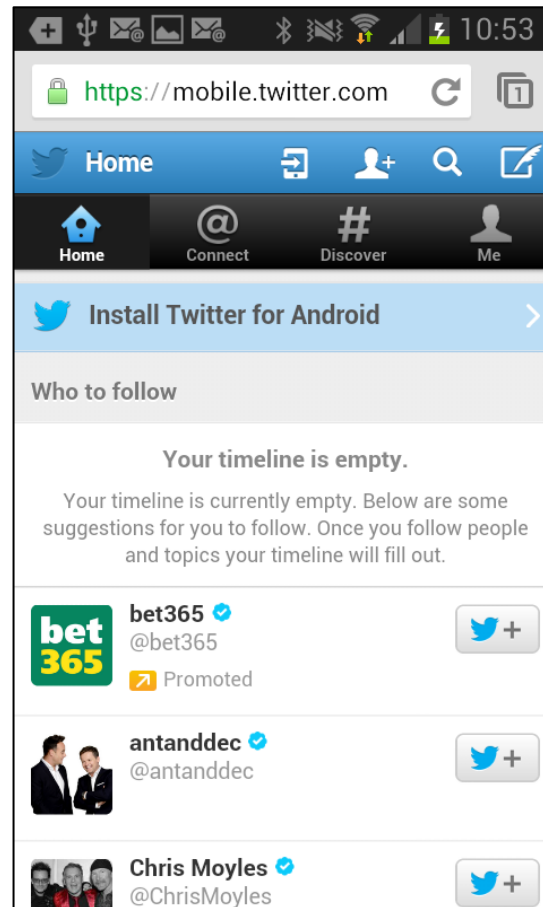 10:53
https://mobile.twitter.com
1
Home
Home
Connect
Discover
Me
Install Twitter for Android
Who to follow
Your timeline is empty.
Your timeline is currently empty. Below are some
suggestions for you to follow. Once you follow people
and topics your timeline will fill out.
bet
365
bet365
@bet365
Promoted
antanddec
@antanddec
Chris Moyles
@ChrisMoyles